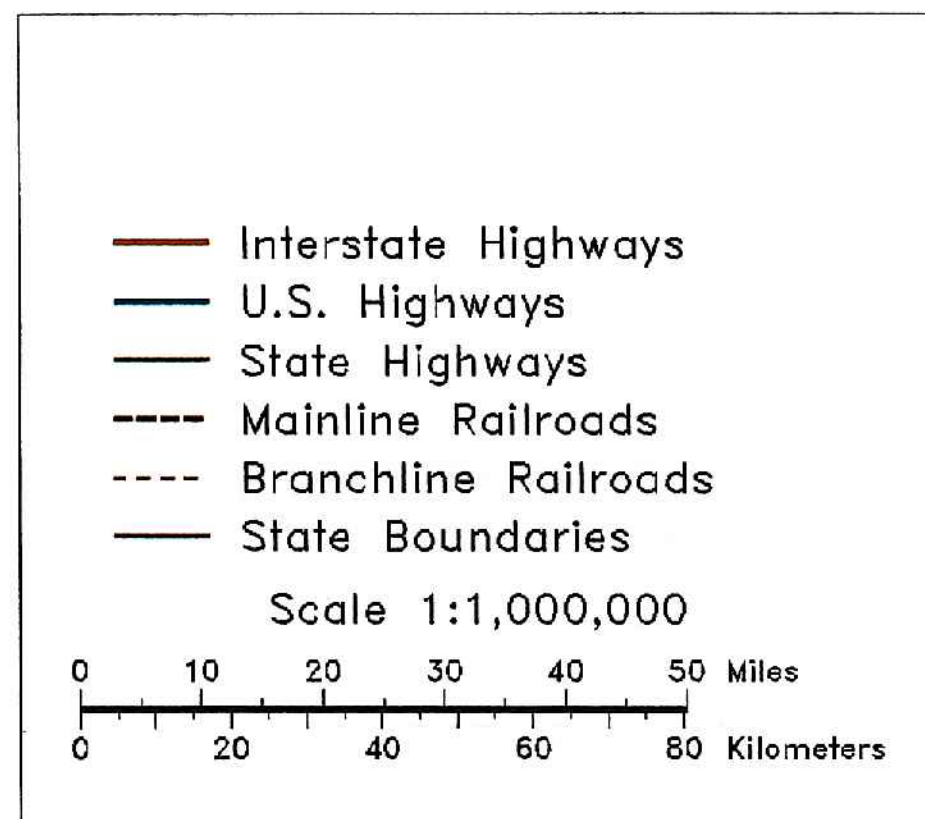 Interstate Highways
U.S. Highways
State Highways
Mainline Railroads
Branchline Railroads
State Boundaries
Scale 1:1,000,000
0 10 20 30 40 50 Miles
0 20 40 60 80 Kilometers